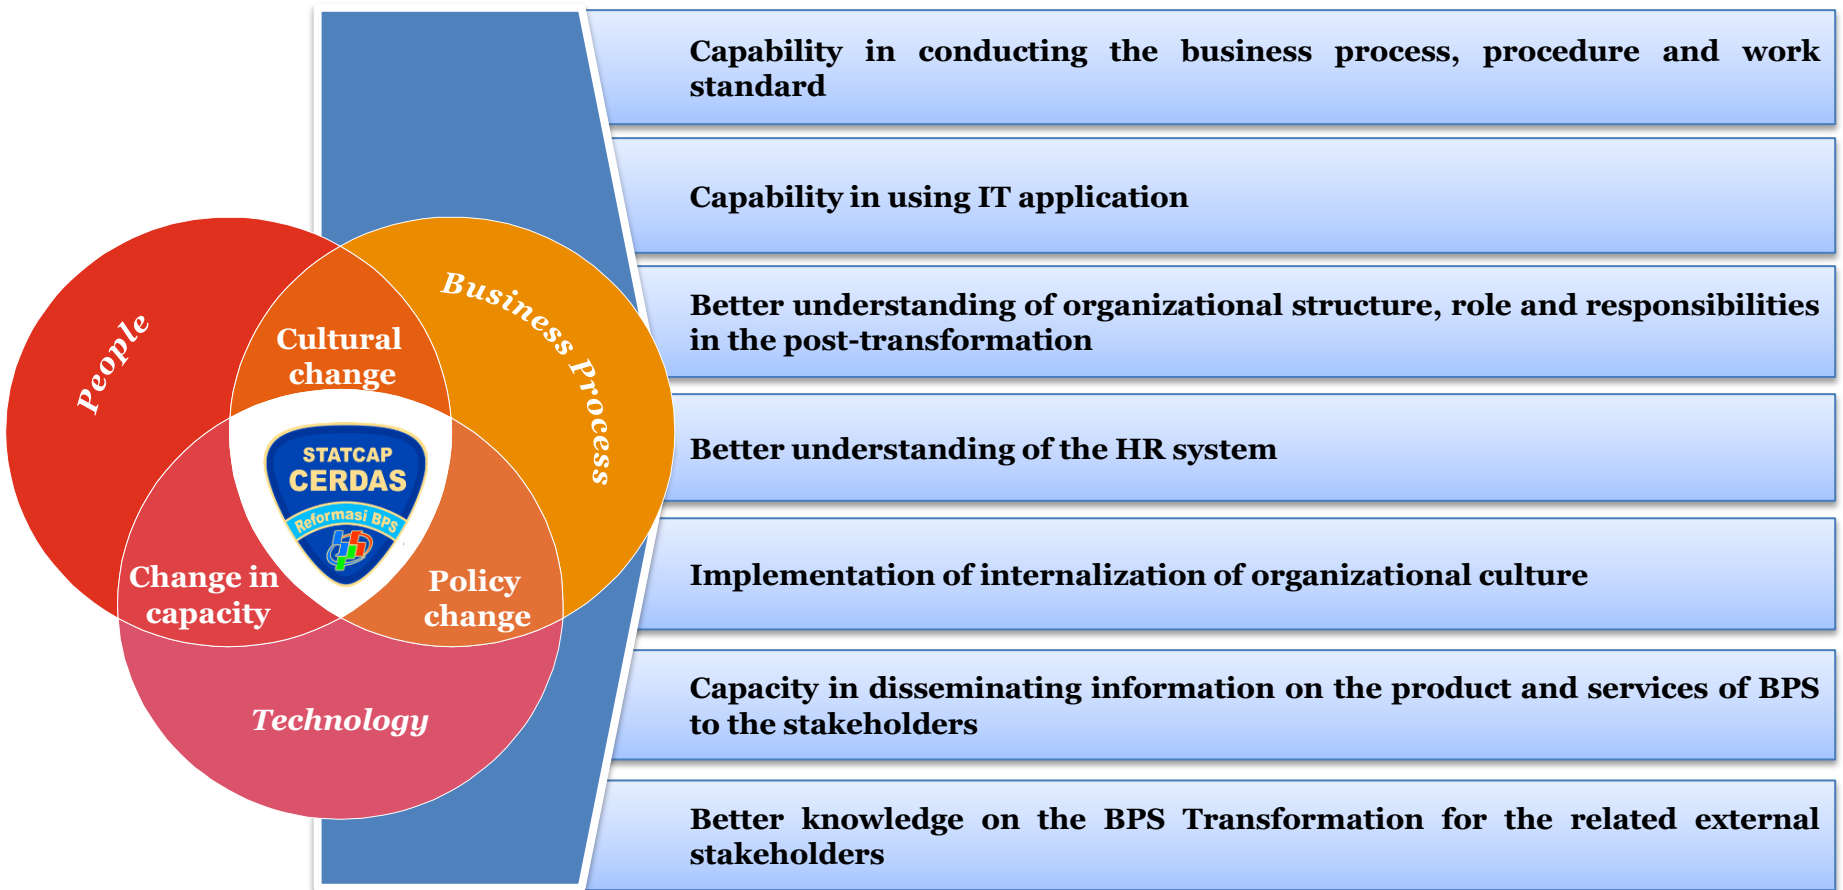 Capability in conducting the business process, procedure and work
standard
Capability in using IT application
Better understanding of organizational structure, role and responsibilities
in the post-transformation
Better understanding of the HR system
Implementation of internalization of organizational culture
Capacity in disseminating information on the product and services of BPS
to the stakeholders
Better knowledge on the BPS Transformation for the related external
stakeholders
People
Business Process
Cultural
change
STATCAP
CERDAS
Reformasi BPS
Change in
capacity
Policy
change
Technology